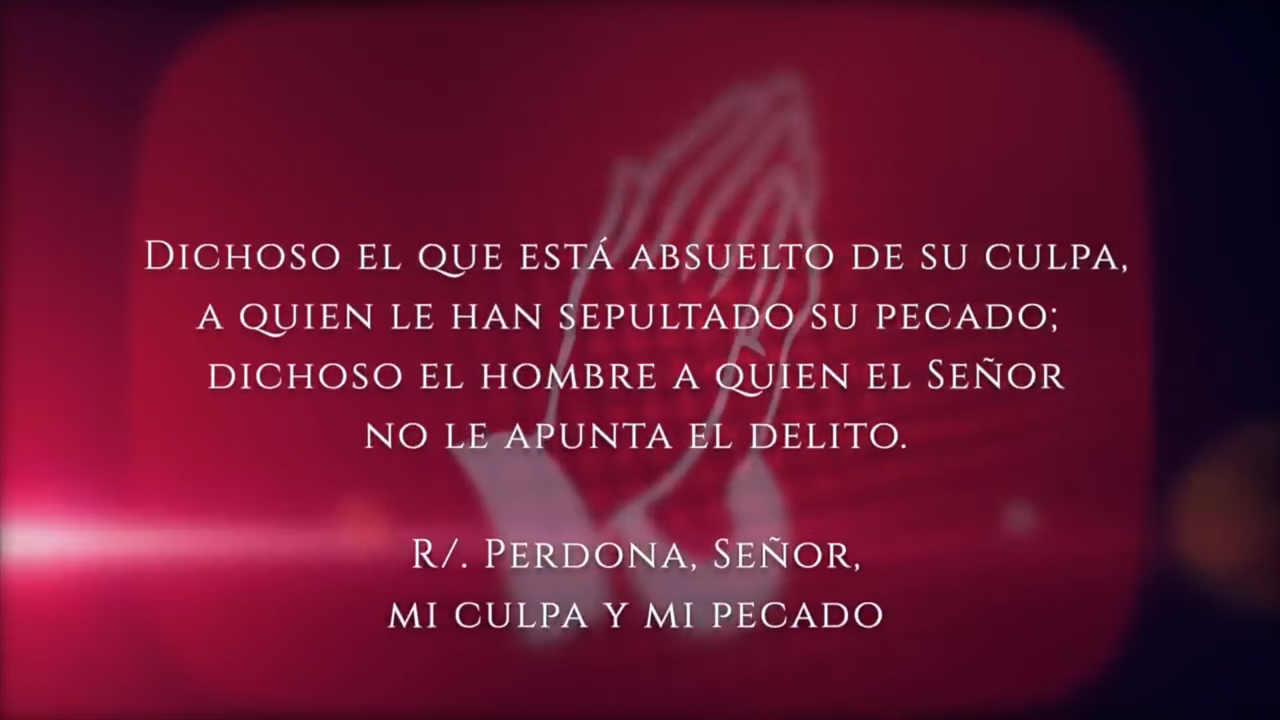 Dichoso el que está absuelto de su culpa,
a quien le han sepultado su pecado;
dichoso el hombre a quien el Señor
no le apunta el delito.
R/. Perdona, Señor,
mi culpa y mi pecado